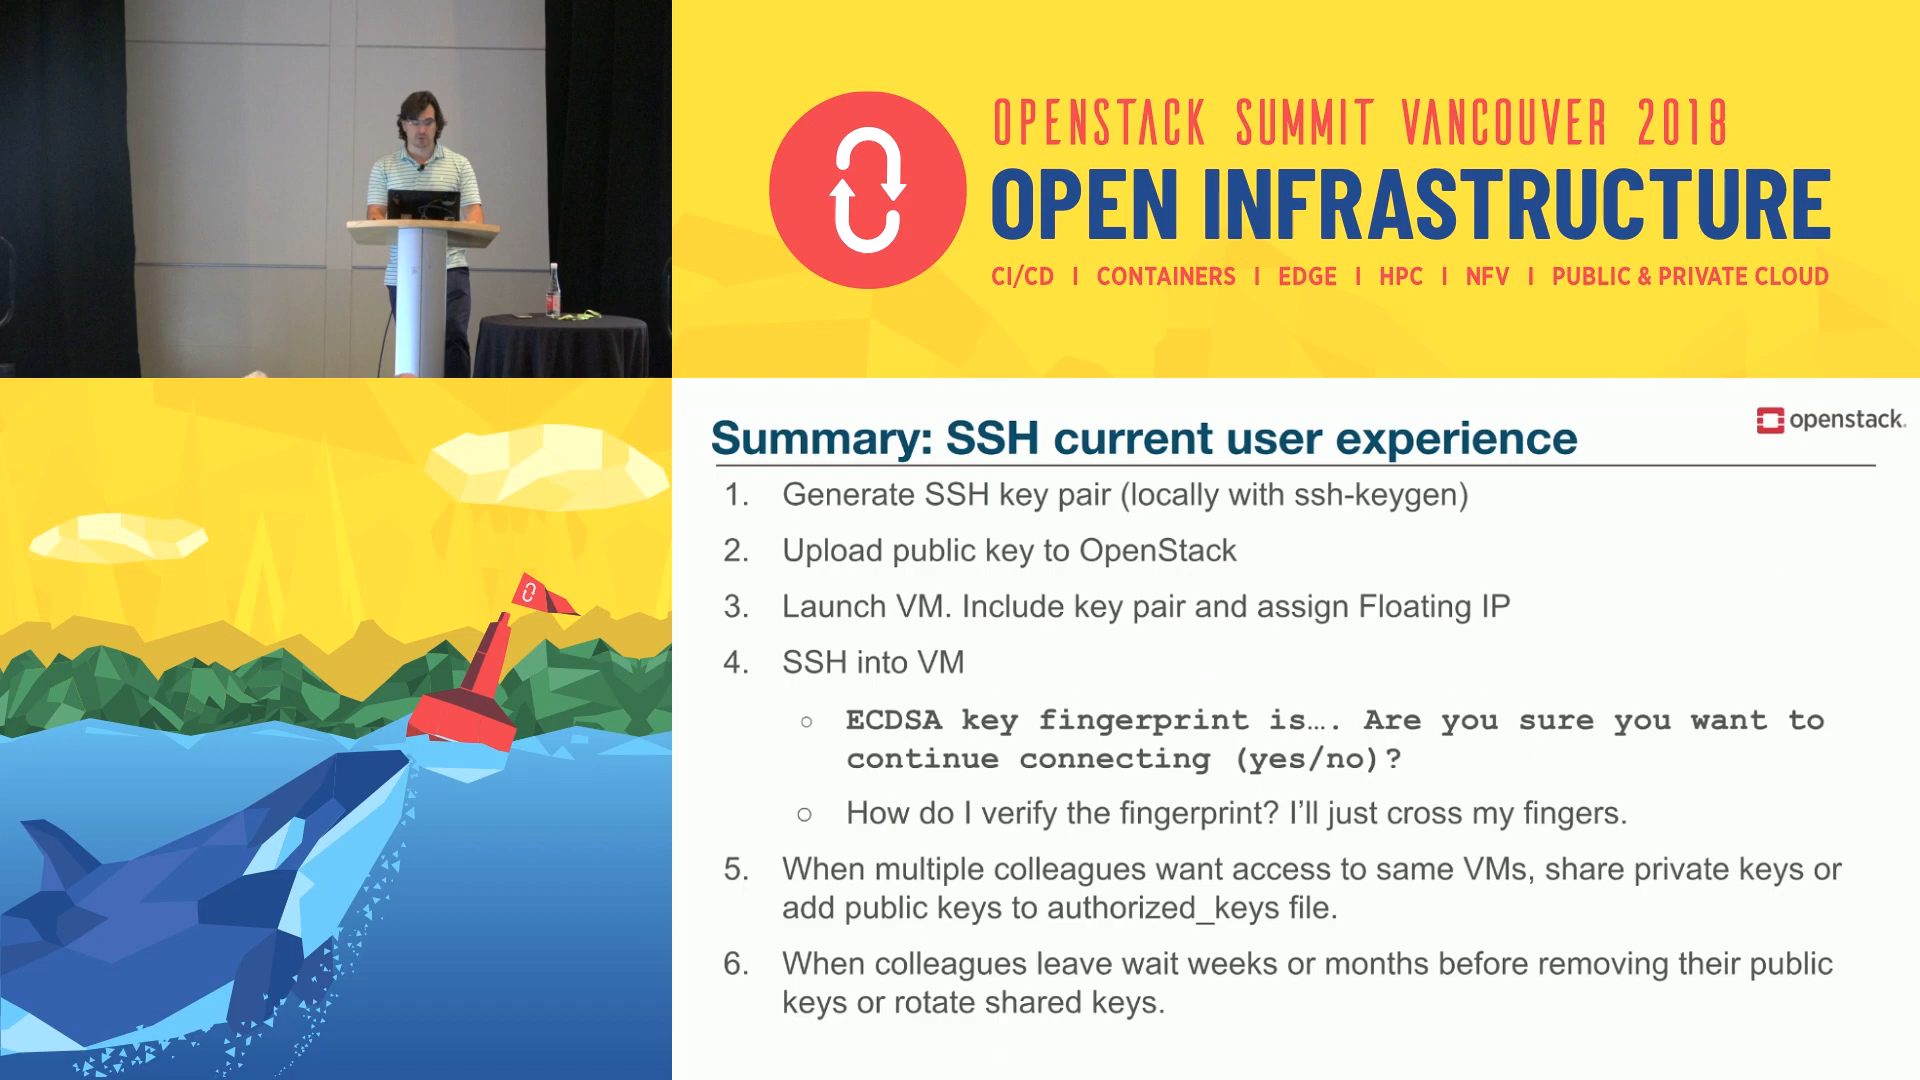 OPENSTACK SUMMIT VANCOUVER 2018
OPEN INFRASTRUCTURE
CI/CD | CONTAINERS | EDGE | HPC | NFV | PUBLIC & PRIVATE CLOUD
Summary: SSH current user experience
openstack.
1. Generate SSH key pair (locally with ssh-keygen)
2. Upload public key to OpenStack
3. Launch VM. Include key pair and assign Floating IP
4. SSH into VM
○ ECDSA key fingerprint is…. Are you sure you want to
continue connecting (yes/no)?
○ How do I verify the fingerprint? I’ll just cross my fingers.
5. When multiple colleagues want access to same VMs, share private keys or
add public keys to authorized_keys file.
6. When colleagues leave wait weeks or months before removing their public
keys or rotate shared keys.